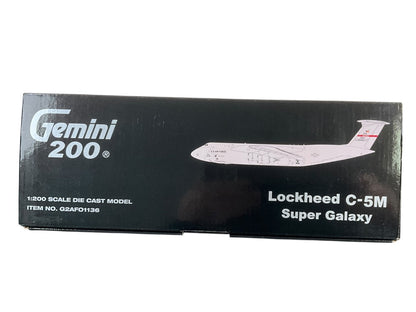 Gemini
200®
1:200 SCALE DIE CAST MODEL
ITEM NO. G2AFO1136
Lockheed C-5M
Super Galaxy